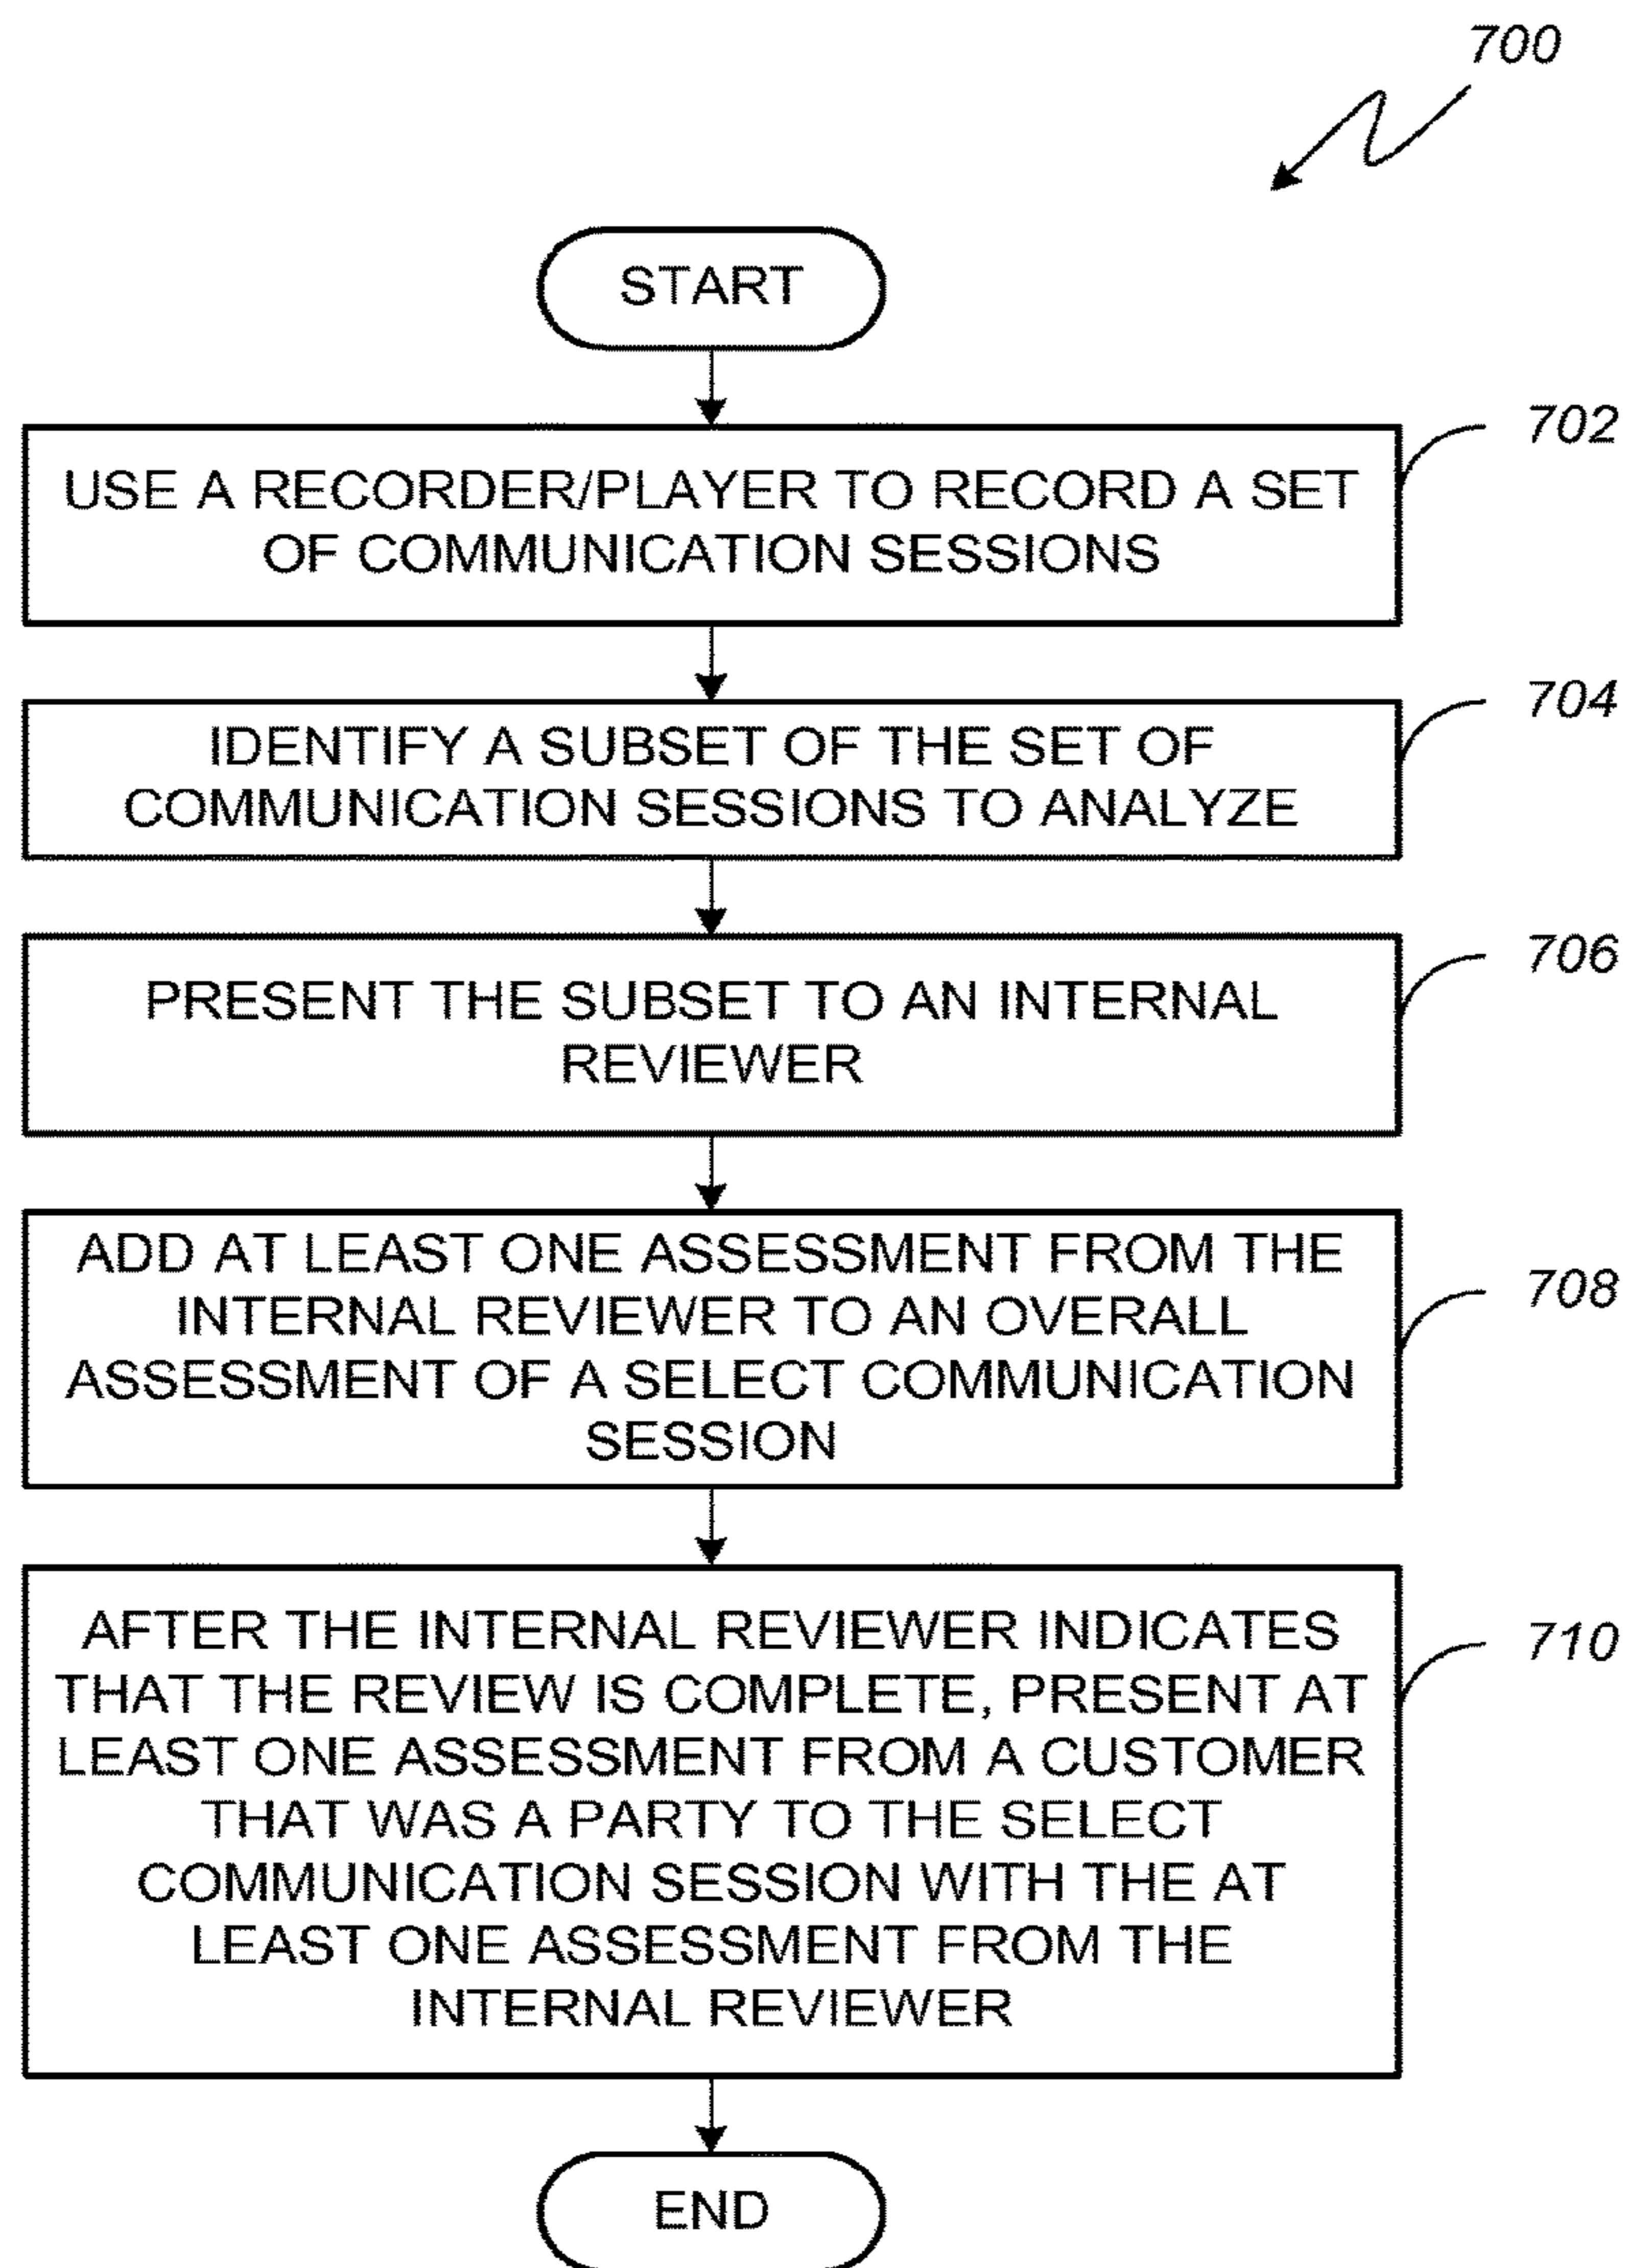 700
START
702
USE A RECORDER/PLAYER TO RECORD A SET
OF COMMUNICATION SESSIONS
704
IDENTIFY A SUBSET OF THE SET OF
COMMUNICATION SESSIONS TO ANALYZE
706
PRESENT THE SUBSET TO AN INTERNAL
REVIEWER
708
ADD AT LEAST ONE ASSESSMENT FROM THE
INTERNAL REVIEWER TO AN OVERALL
ASSESSMENT OF A SELECT COMMUNICATION
SESSION
710
AFTER THE INTERNAL REVIEWER INDICATES
THAT THE REVIEW IS COMPLETE, PRESENT AT
LEAST ONE ASSESSMENT FROM A CUSTOMER
THAT WAS A PARTY TO THE SELECT
COMMUNICATION SESSION WITH THE AT
LEAST ONE ASSESSMENT FROM THE
INTERNAL REVIEWER
END